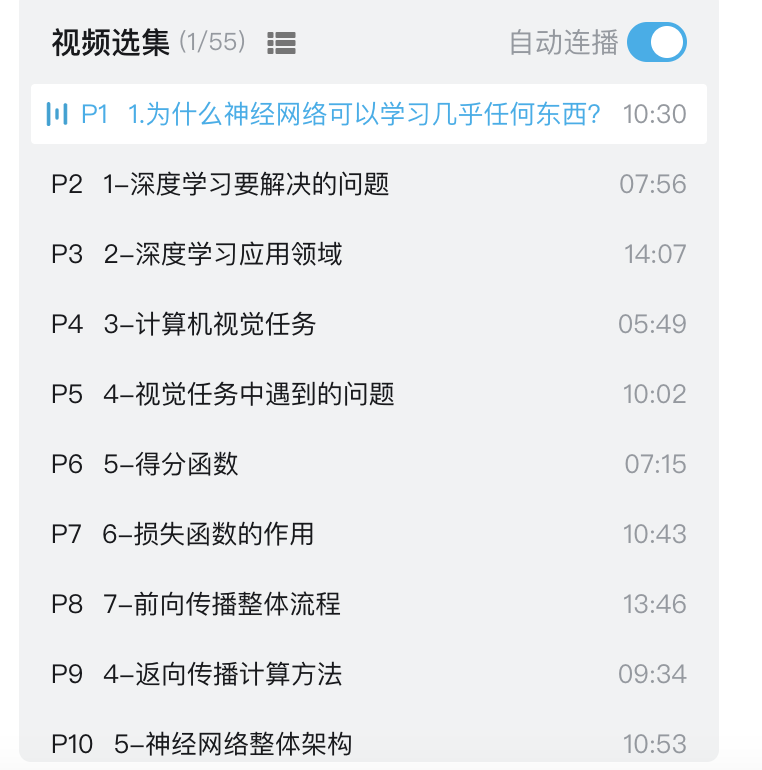 视频选集 (1/55) 自动连播
P1 1.为什么神经网络可以学习几乎任何东西? 10:30
P2 1-深度学习要解决的问题 07:56
P3 2-深度学习应用领域 14:07
P4 3-计算机视觉任务 05:49
P5 4-视觉任务中遇到的问题 10:02
P6 5-得分函数 07:15
P7 6-损失函数的作用 10:43
P8 7-前向传播整体流程 13:46
P9 4-返向传播计算方法 09:34
P10 5-神经网络整体架构 10:53